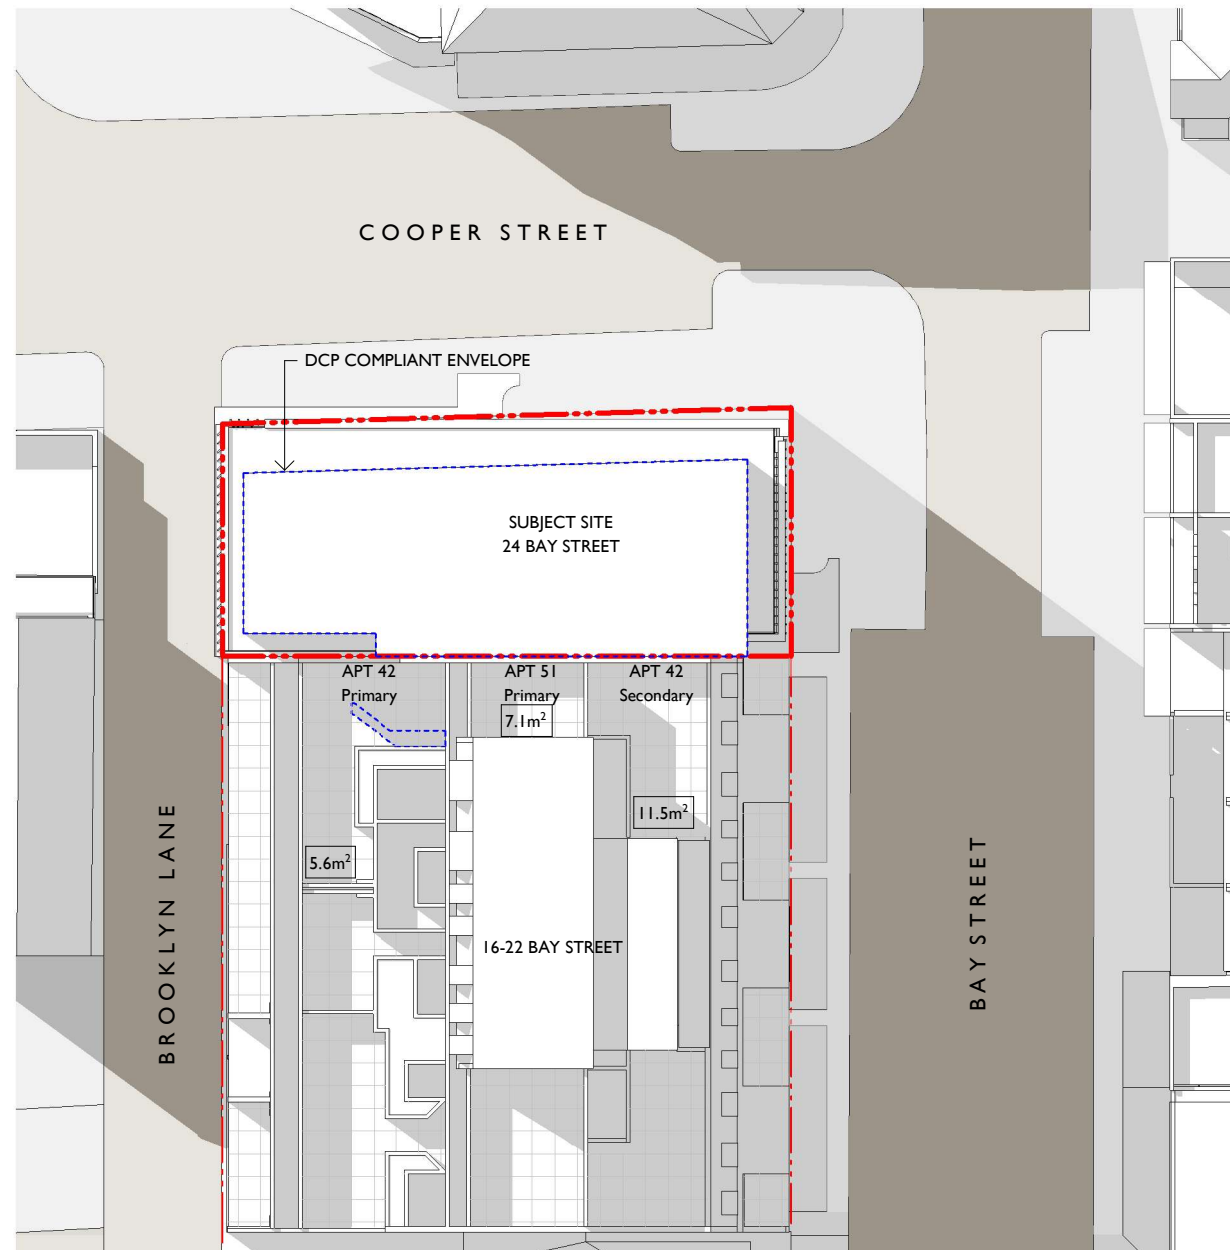 COOPER STREET
DCP COMPLIANT ENVELOPE
SUBJECT SITE
24 BAY STREET
APT 42
Primary
APT 51
Primary
7.1m²
APT 42
Secondary
11.5m²
5.6m²
16-22 BAY STREET
BROOKLYN LANE
BAY STREET